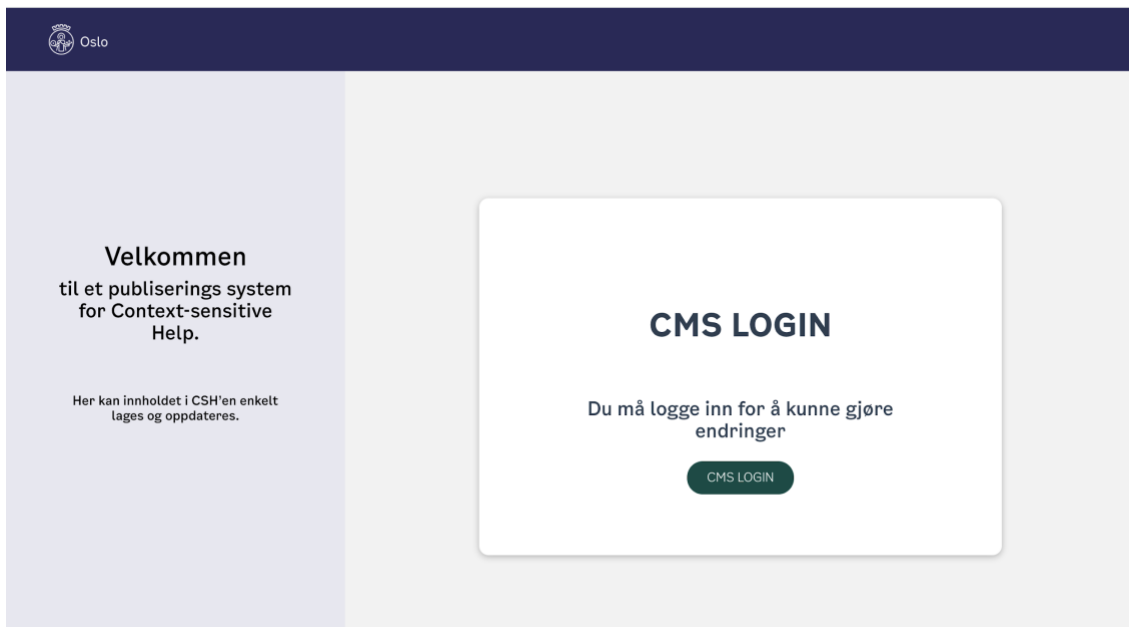 Oslo
Velkommen
til et publiserings system
for Context-sensitive
Help.
Her kan innholdet i CSH'en enkelt
lages og oppdateres.
CMS LOGIN
Du må logge inn for å kunne gjøre
endringer
CMS LOGIN